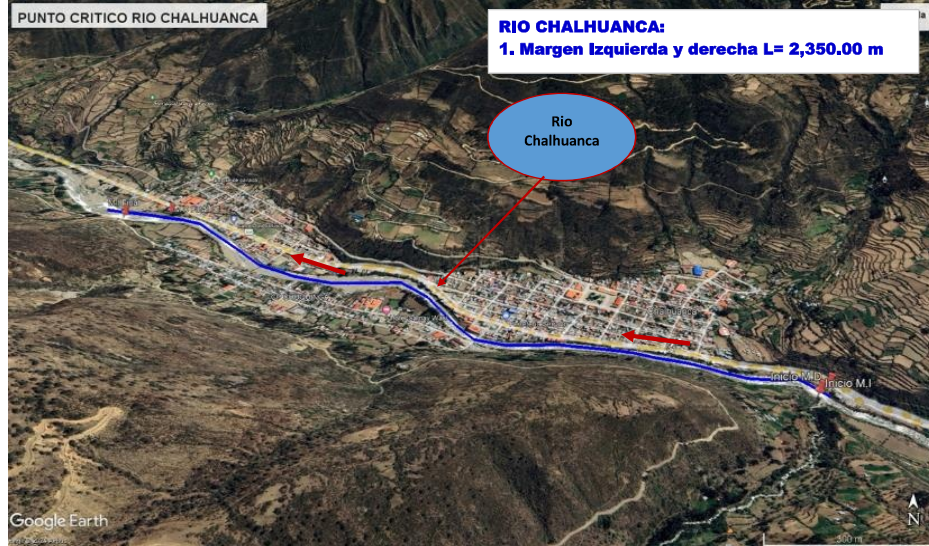 PUNTO CRITICO RIO CHALHUANCA
RIO CHALHUANCA:
1. Margen Izquierda y derecha L= 2,350.00 m
Rio
Chalhuanca
Inicio M.D
Inicio M.I
Google Earth
N
300 m